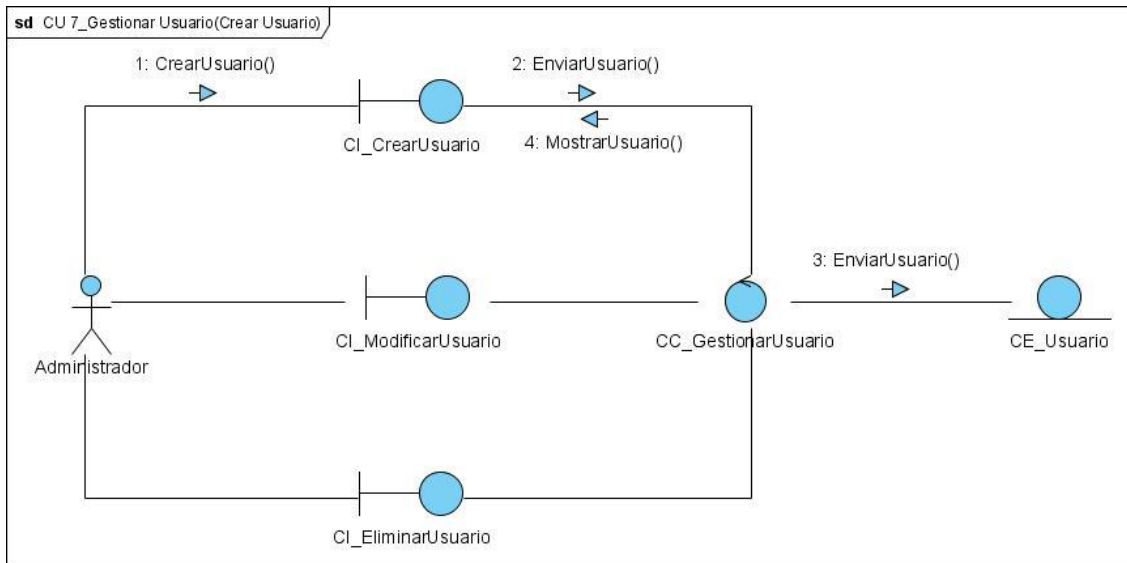 sd CU 7_Gestionar Usuario(Crear Usuario)
1: CrearUsuario()
2: EnviarUsuario()
CI_CrearUsuario
4: MostrarUsuario()
3: EnviarUsuario()
CI_ModificarUsuario
CC_GestionarUsuario
CE_Usuario
Administrador
CI_EliminarUsuario